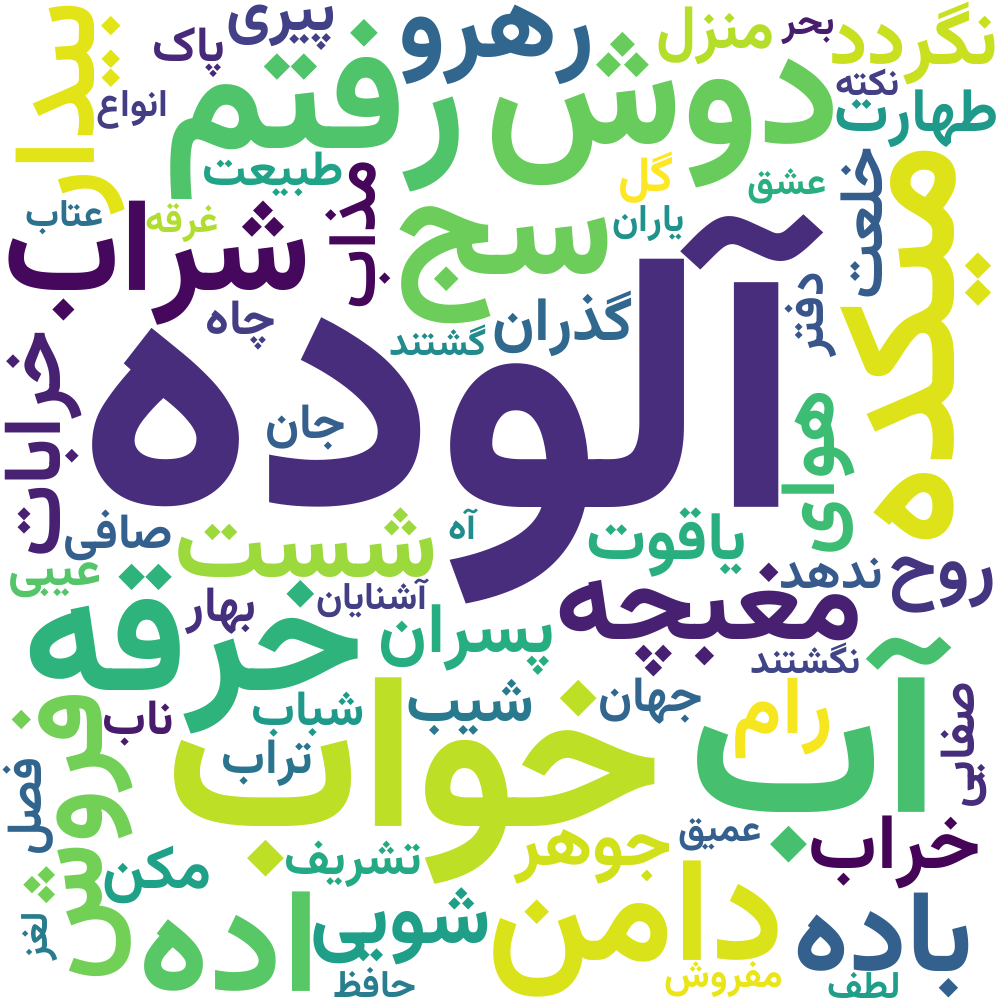 بیدار
پاک
پیری
رهرو
منزل
بحر
نگردد
انواع
رفتم
دوش
نکته
طهارت
طبیعت
مذاب
گل
عشق
خلعت
میکده
عتاب
غرقه
شراب
سج
یاران
دفتر
چاه
گشتند
گذران
آلوده
خرابات
جان
هوای
صافی
شست
آه
یاقوت
ندهد
روح
عیبی
خرقه
بهار
آشنایان
پسران
مغبچه
نگشتند
آب
فروش
ناب
شباب
شیب
جهان
رام
صفایی
تراب
خواب
فصل
مکن
تشریف
جوهر
عمیق
خراب
لغز
اده
شویی
دامن
باده
حافظ
مفروش
لطف